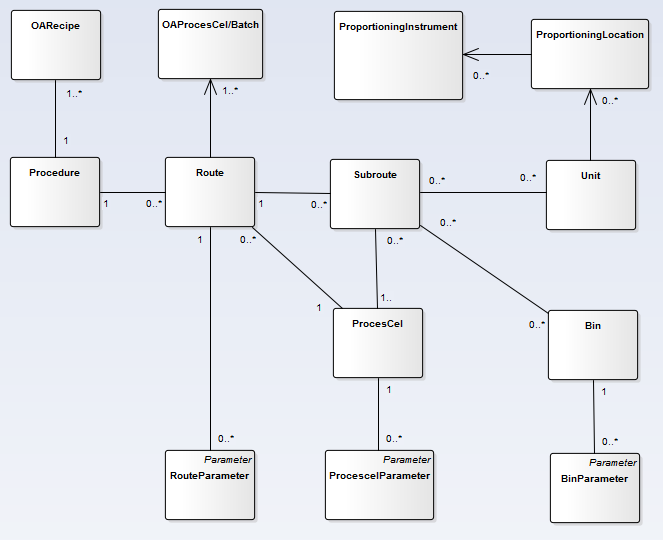 OARecipe
OAProcesCel/Batch
ProportioningInstrument
ProportioningLocation
0..*
1..*
1..*
0..*
1
Procedure
Route
Subroute
Unit
1
0..*
1
0..*
0..*
0..*
1
0..*
0..*
0..*
1
1..
ProcesCel
0..*
Bin
1
1
0..*
0..*
0..*
Parameter
RouteParameter
Parameter
ProcescelParameter
Parameter
BinParameter